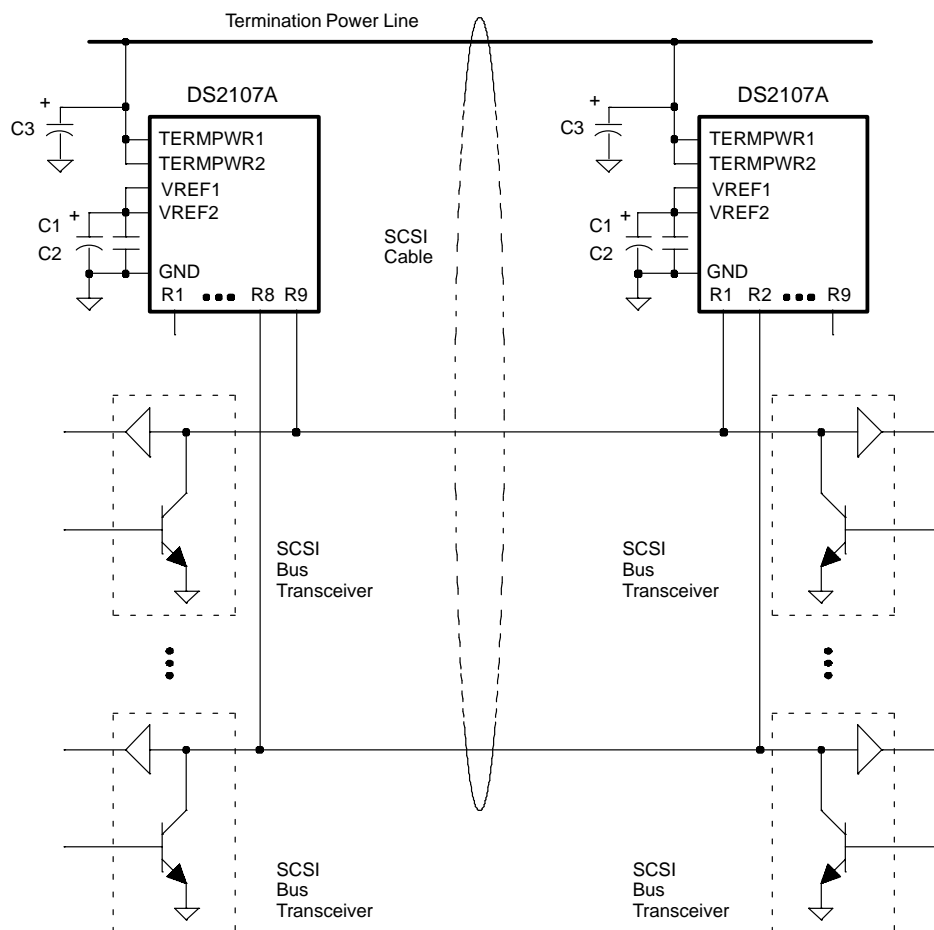 Termination Power Line
DS2107A
DS2107A
+
C3
+
C3
TERMPWR1
TERMPWR2
VREF1
VREF2
GND
R1
R8
R9
+
C1
C2
TERMPWR1
TERMPWR2
VREF1
VREF2
GND
R1
R2
R9
+
C1
C2
SCSI
Cable
SCSI
Bus
Transceiver
SCSI
Bus
Transceiver
SCSI
Bus
Transceiver
SCSI
Bus
Transceiver